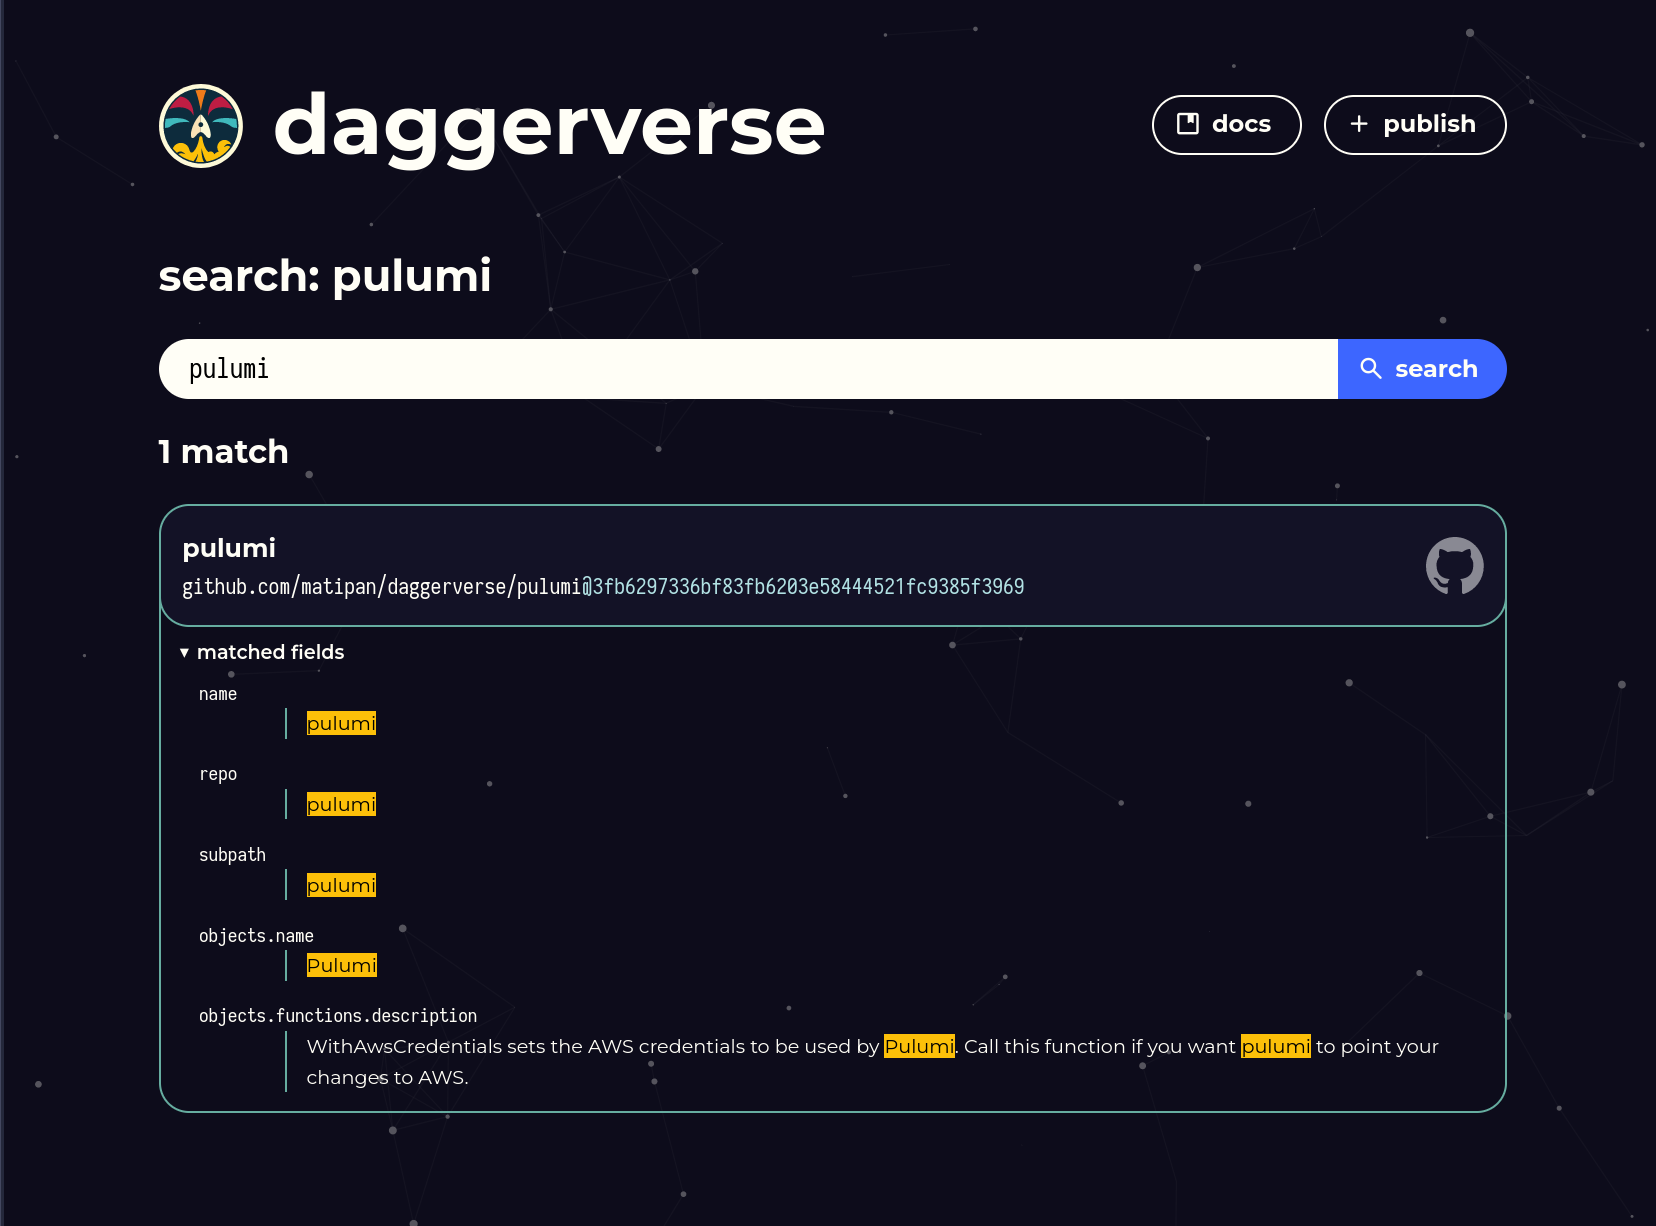 daggerverse
docs
publish
search: pulumi
pulumi
search
1 match
pulumi
github.com/matipan/daggerverse/pulumi@3fb6297336bf83fb6203e58444521fc9385f3969
▼ matched fields
name
pulumi
repo
pulumi
subpath
pulumi
objects.name
Pulumi
objects.functions.description
WithAwsCredentials sets the AWS credentials to be used by Pulumi. Call this function if you want pulumi to point your
changes to AWS.